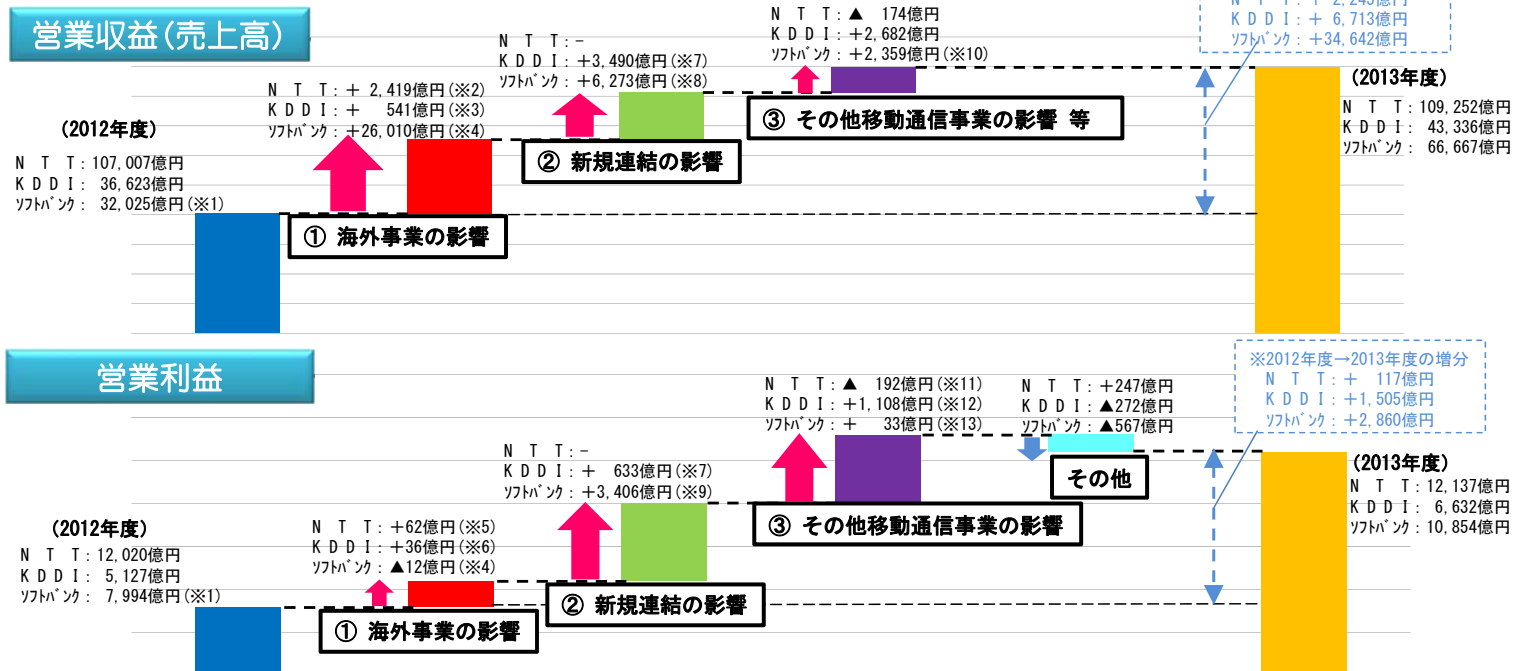 営業収益(売上高)
(2012年度)
N T T: 107,007億円
K D D I: 36,623億円
ソフトバンク: 32,025億円(※1)
N T T:+ 2,419億円(※2)
K D D I:+ 541億円(※3)
ソフトバンク:+26,010億円(※4)
① 海外事業の影響
N T T:-
K D D I:+3,490億円(※7)
ソフトバンク:+6,273億円(※8)
② 新規連結の影響
N T T:▲ 174億円
K D D I:+2,682億円
ソフトバンク:+2,359億円(※10)
③ その他移動通信事業の影響 等
K D D I:+ 6,713億円
ソフトバンク:+34,642億円
(2013年度)
N T T: 109,252億円
K D D I: 43,336億円
ソフトバンク: 66,667億円
営業利益
(2012年度)
N T T: 12,020億円
K D D I: 5,127億円
ソフトバンク: 7,994億円(※1)
N T T:+62億円(※5)
K D D I:+36億円(※6)
ソフトバンク:▲12億円(※4)
① 海外事業の影響
N T T:-
K D D I:+ 633億円(※7)
ソフトバンク:+3,406億円(※9)
② 新規連結の影響
N T T:▲ 192億円(※11)
K D D I:+1,108億円(※12)
ソフトバンク:+ 33億円(※13)
③ その他移動通信事業の影響
N T T:+247億円
K D D I:▲272億円
ソフトバンク:▲567億円
その他
※2012年度→2013年度の増分
N T T:+ 117億円
K D D I:+1,505億円
ソフトバンク:+2,860億円
(2013年度)
N T T: 12,137億円
K D D I: 6,632億円
ソフトバンク: 10,854億円